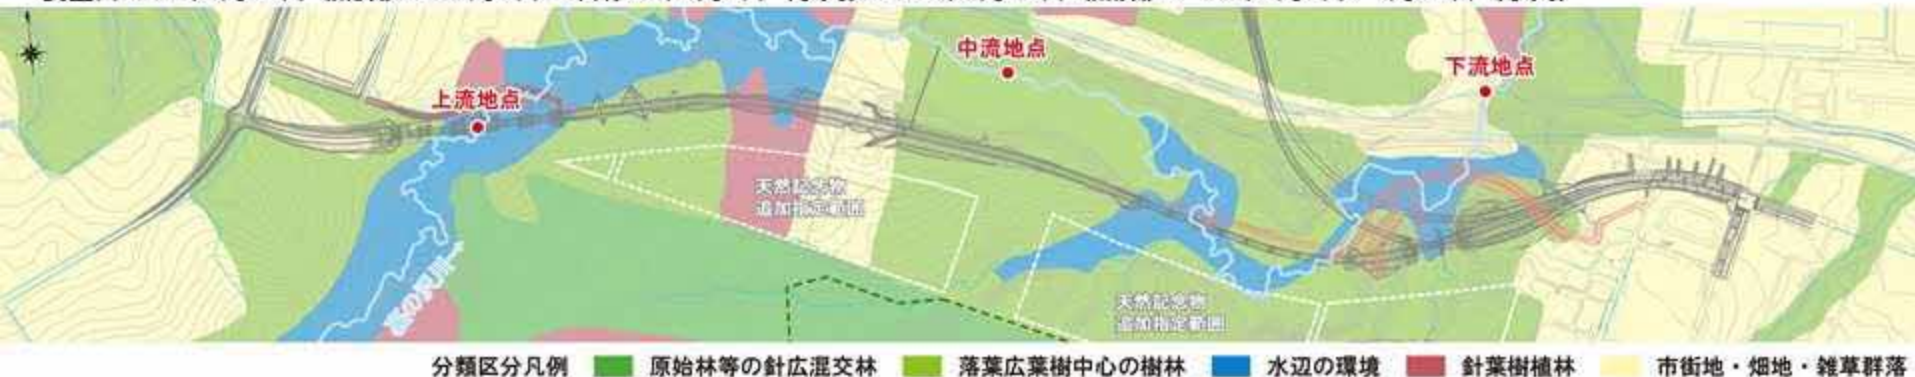 中流地点
下流地点
上流地点
天然記念物
追加指定範囲
天然記念物
追加指定範囲
分類区分凡例 原始林等の針広混交林 落葉広葉樹中心の樹林 水辺の環境 針葉樹植林 市街地・畑地・雑草群落